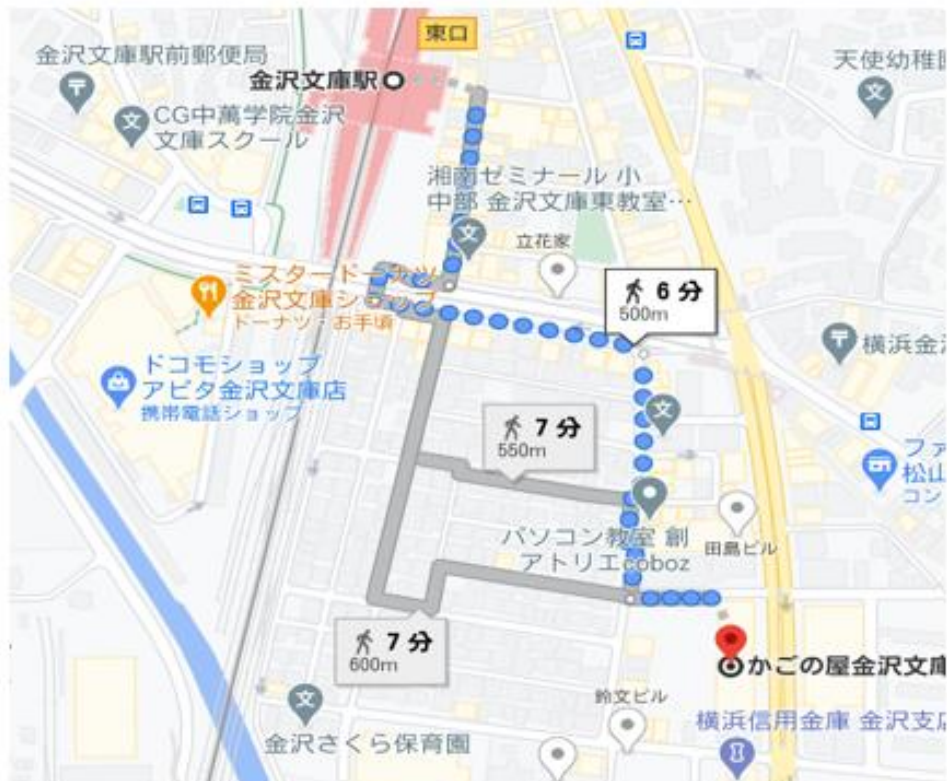 東口
金沢文庫駅前郵便局
金沢文庫駅
天使幼稚園
CG中萬学院金沢
文庫スクール
湘南ゼミナール 小
中部 金沢文庫東教室…
立花家
ミスタードーナツ
金沢文庫ショップ
ドーナツ・お手頃
6 分
500m
横浜金沢
ドコモショップ
アピタ金沢文庫店
携帯電話ショップ
7 分
550m
ファ
松山
コン
パソコン教室 創
アトリエcoboz
田島ビル
7 分
600m
かごの屋金沢文庫
鈴文ビル
横浜信用金庫 金沢支店
金沢さくら保育園